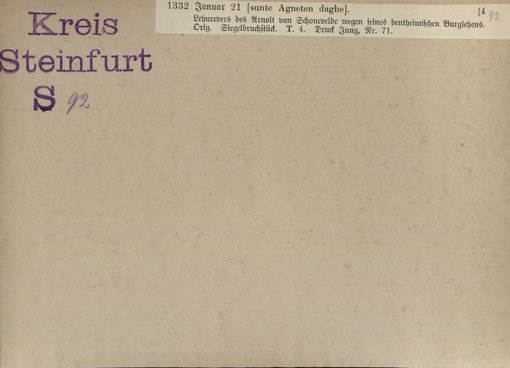 Kreis
Steinfurt
S 92
1332 Januar 21 [sunte Agneten daghe]. [4 92
Lehnrevers des Arnolt van Schonevelde wegen seines bentheimischen Burglehens.
Orig. Siegelbruchstück. T. 4. Druck Jung, Nr. 71.